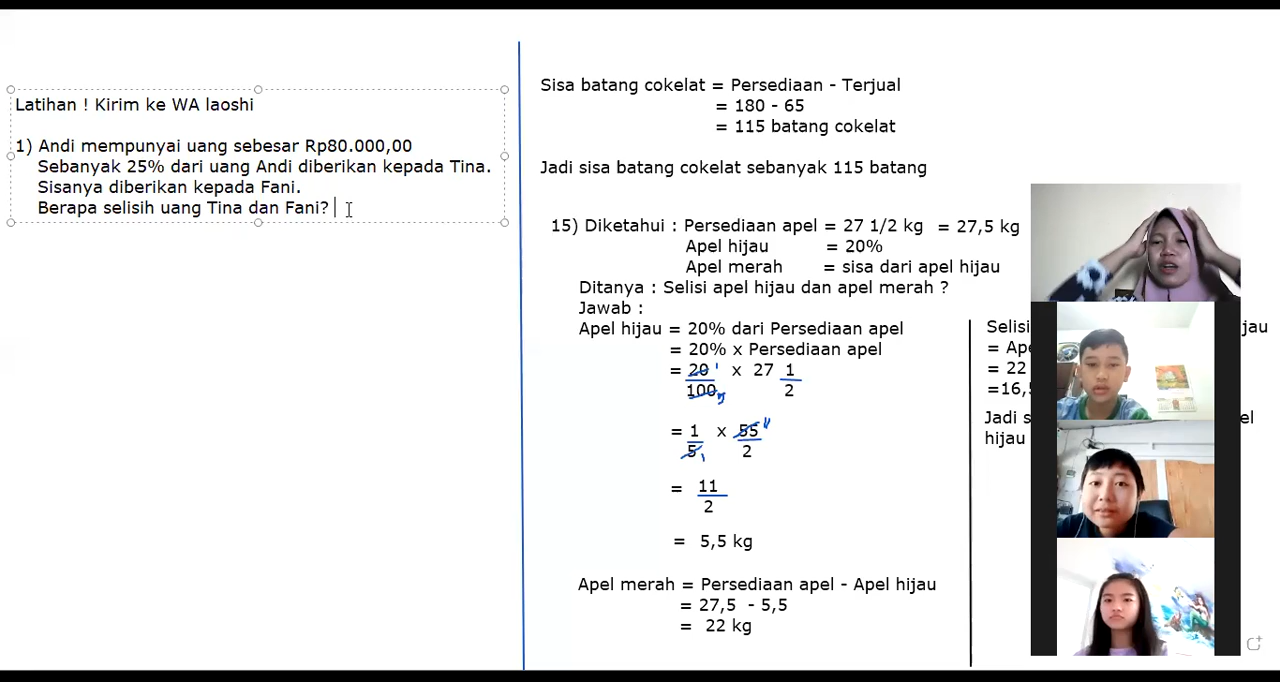 Latihan ! Kirim ke WA laoshi
1) Andi mempunyai uang sebesar Rp80.000,00
Sebanyak 25% dari uang Andi diberikan kepada Tina.
Sisanya diberikan kepada Fani.
Berapa selisih uang Tina dan Fani?
Sisa batang cokelat = Persediaan - Terjual
= 180 - 65
= 115 batang cokelat
Jadi sisa batang cokelat sebanyak 115 batang
15) Diketahui : Persediaan apel = 27 1/2 kg = 27,5 kg
Apel hijau = 20%
Apel merah = sisa dari apel hijau
Ditanya : Selisi apel hijau dan apel merah ?
Jawab :
Apel hijau = 20% dari Persediaan apel
= 20% x Persediaan apel
= 20 1 x 27 1
100 5 2
= 1 x 55 11
5 1 2
= 11
2
= 5,5 kg
Apel merah = Persediaan apel - Apel hijau
= 27,5 - 5,5
= 22 kg
Selisi jau
= Ape
= 22
=16,5
Jadi s el
hijau